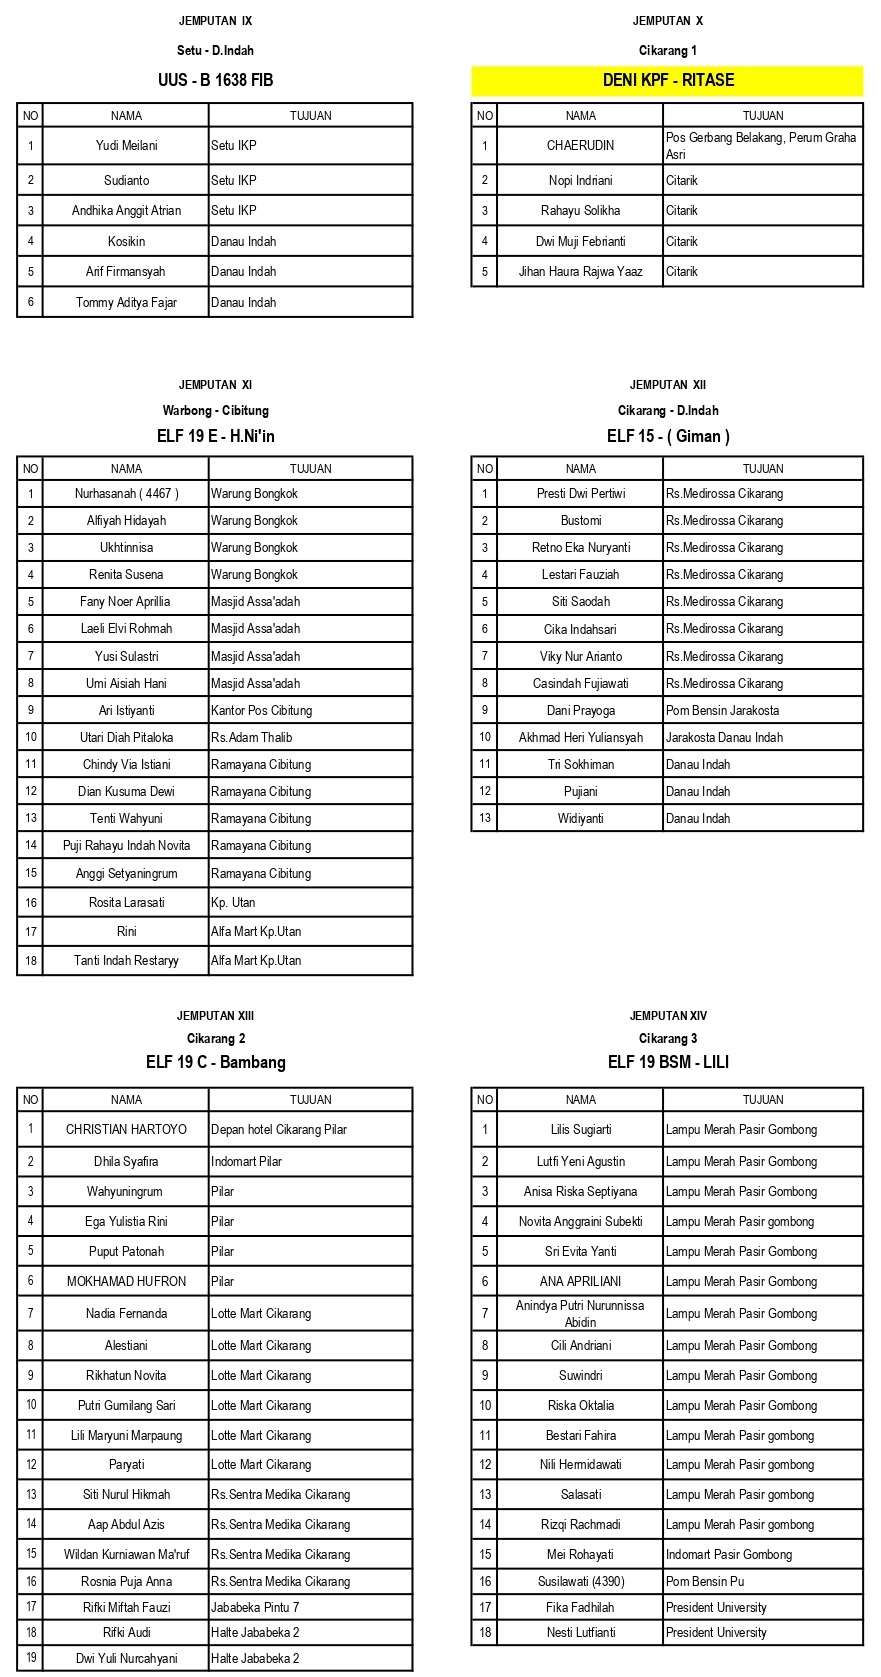 JEMPUTAN IX
Setu - D.Indah
UUS - B 1638 FIB
NO NAMA TUJUAN
1 Yudi Meilani Setu IKP
2 Sudianto Setu IKP
3 Andhika Anggit Atrian Setu IKP
4 Kosikin Danau Indah
5 Arif Firmansyah Danau Indah
6 Tommy Aditya Fajar Danau Indah
JEMPUTAN X
Cikarang 1
DENI KPF - RITASE
NO NAMA TUJUAN
1 CHAERUDIN Pos Gerbang Belakang, Perum Graha
Asri
2 Nopi Indriani Citarik
3 Rahayu Solikha Citarik
4 Dwi Muji Febrianti Citarik
5 Jihan Haura Rajwa Yaaz Citarik
JEMPUTAN XI
Warbong - Cibitung
ELF 19 E - H.Ni'in
NO NAMA TUJUAN
1 Nurhasanah ( 4467 ) Warung Bongkok
2 Alfiyah Hidayah Warung Bongkok
3 Ukhtinnisa Warung Bongkok
4 Renita Susena Warung Bongkok
5 Fany Noer Aprillia Masjid Assa'adah
6 Laeli Elvi Rohmah Masjid Assa'adah
7 Yusi Sulastri Masjid Assa'adah
8 Umi Aisiah Hani Masjid Assa'adah
9 Ari Istiyanti Kantor Pos Cibitung
10 Utari Diah Pitaloka Rs.Adam Thalib
11 Chindy Via Istiani Ramayana Cibitung
12 Dian Kusuma Dewi Ramayana Cibitung
13 Tenti Wahyuni Ramayana Cibitung
14 Puji Rahayu Indah Novita Ramayana Cibitung
15 Anggi Setyaningrum Ramayana Cibitung
16 Rosita Larasati Kp. Utan
17 Rini Alfa Mart Kp.Utan
18 Tanti Indah Restaryy Alfa Mart Kp.Utan
JEMPUTAN XII
Cikarang - D.Indah
ELF 15 - ( Giman )
NO NAMA TUJUAN
1 Presti Dwi Pertiwi Rs.Medirossa Cikarang
2 Bustomi Rs.Medirossa Cikarang
3 Retno Eka Nuryanti Rs.Medirossa Cikarang
4 Lestari Fauziah Rs.Medirossa Cikarang
5 Siti Saodah Rs.Medirossa Cikarang
6 Cika Indahsari Rs.Medirossa Cikarang
7 Viky Nur Arianto Rs.Medirossa Cikarang
8 Casindah Fujiawati Rs.Medirossa Cikarang
9 Dani Prayoga Pom Bensin Jarakosta
10 Akhmad Heri Yuliansyah Jarakosta Danau Indah
11 Tri Sokhiman Danau Indah
12 Pujiani Danau Indah
13 Widiyanti Danau Indah
JEMPUTAN XIII
Cikarang 2
ELF 19 C - Bambang
NO NAMA TUJUAN
1 CHRISTIAN HARTOYO Depan hotel Cikarang Pilar
2 Dhila Syafira Indomart Pilar
3 Wahyuningrum Pilar
4 Ega Yulistia Rini Pilar
5 Puput Patonah Pilar
6 MOKHAMAD HUFRON Pilar
7 Nadia Fernanda Lotte Mart Cikarang
8 Alestiani Lotte Mart Cikarang
9 Rikhatun Novita Lotte Mart Cikarang
10 Putri Gumilang Sari Lotte Mart Cikarang
11 Lili Maryuni Marpaung Lotte Mart Cikarang
12 Paryati Lotte Mart Cikarang
13 Siti Nurul Hikmah Rs.Sentra Medika Cikarang
14 Aap Abdul Azis Rs.Sentra Medika Cikarang
15 Wildan Kurniawan Ma'ruf Rs.Sentra Medika Cikarang
16 Rosnia Puja Anna Rs.Sentra Medika Cikarang
17 Rifki Miftah Fauzi Jababeka Pintu 7
18 Rifki Audi Halte Jababeka 2
19 Dwi Yuli Nurcahyani Halte Jababeka 2
JEMPUTAN XIV
Cikarang 3
ELF 19 BSM - LILI
NO NAMA TUJUAN
1 Lilis Sugiarti Lampu Merah Pasir Gombong
2 Lutfi Yeni Agustin Lampu Merah Pasir Gombong
3 Anisa Riska Septiyana Lampu Merah Pasir Gombong
4 Novita Anggraini Subekti Lampu Merah Pasir gombong
5 Sri Evita Yanti Lampu Merah Pasir Gombong
6 ANA APRILIANI Lampu Merah Pasir Gombong
7 Anindya Putri Nurunnissa
Abidin Lampu Merah Pasir Gombong
8 Cili Andriani Lampu Merah Pasir Gombong
9 Suwindri Lampu Merah Pasir Gombong
10 Riska Oktalia Lampu Merah Pasir Gombong
11 Bestari Fahira Lampu Merah Pasir gombong
12 Nili Hermidawati Lampu Merah Pasir gombong
13 Salasati Lampu Merah Pasir gombong
14 Rizqi Rachmadi Lampu Merah Pasir gombong
15 Mei Rohayati Indomart Pasir Gombong
16 Susilawati (4390) Pom Bensin Pu
17 Fika Fadhilah President University
18 Nesti Lutfianti President University